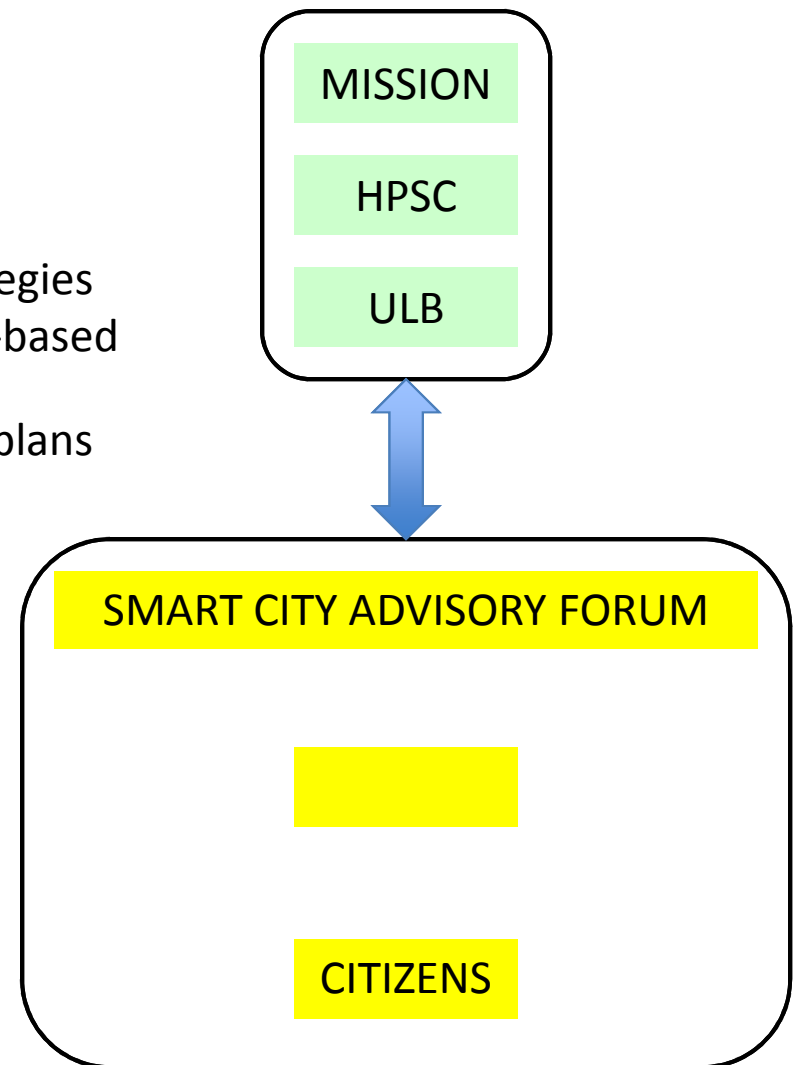 MISSION
HPSC
ULB
egies
-based
plans
SMART CITY ADVISORY FORUM
CITIZENS